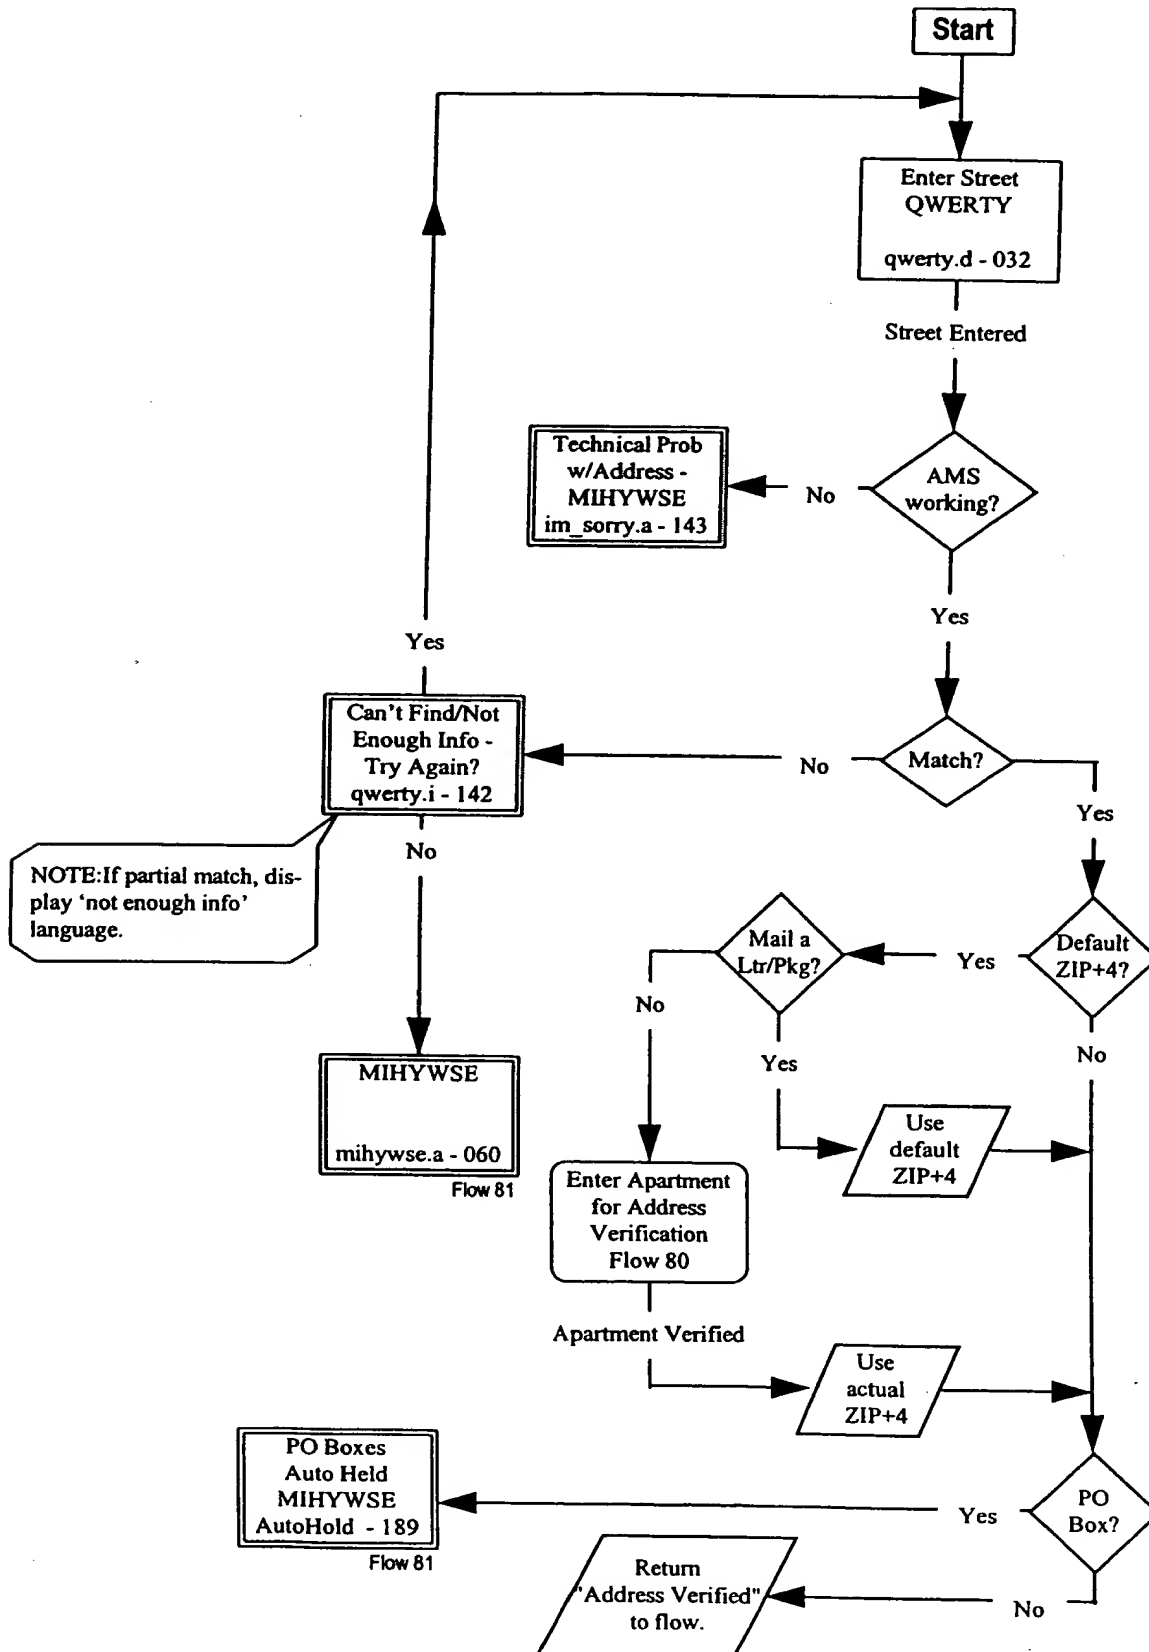 Start
Enter Street
QWERTY
qwerty.d - 032
Street Entered
AMS
working?
No
Technical Prob
w/Address -
MIHYWSE
im_sorry.a - 143
Yes
Yes
Match?
No
Can't Find/Not
Enough Info -
Try Again?
qwerty.i - 142
Yes
No
NOTE:If partial match, dis-
play 'not enough info'
language.
MIHYWSE
mihywse.a - 060
Flow 81
Default
ZIP+4?
Yes
Mail a
Ltr/Pkg?
No
Yes
No
Use
default
ZIP+4
Enter Apartment
for Address
Verification
Flow 80
Apartment Verified
Use
actual
ZIP+4
PO
Box?
Yes
PO Boxes
Auto Held
MIHYWSE
AutoHold - 189
Flow 81
No
Return
"Address Verified"
to flow.